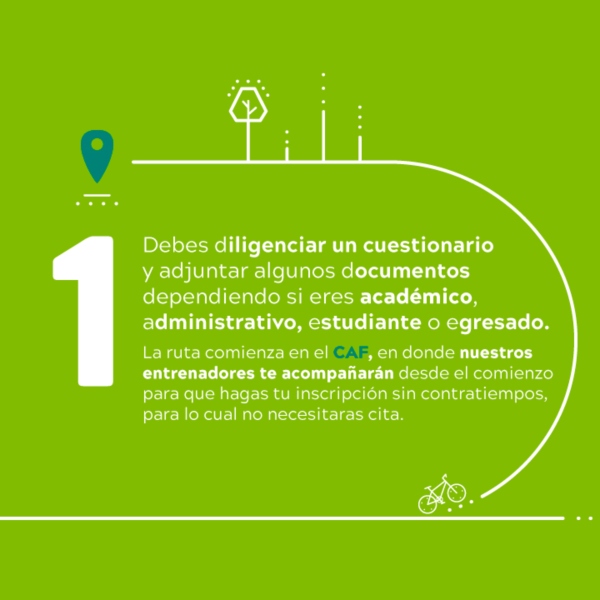 1
Debes diligenciar un cuestionario
y adjuntar algunos documentos
dependiendo si eres académico,
administrativo, estudiante o egresado.
La ruta comienza en el CAF, en donde nuestros
entrenadores te acompañarán desde el comienzo
para que hagas tu inscripción sin contratiempos,
para lo cual no necesitaras cita.